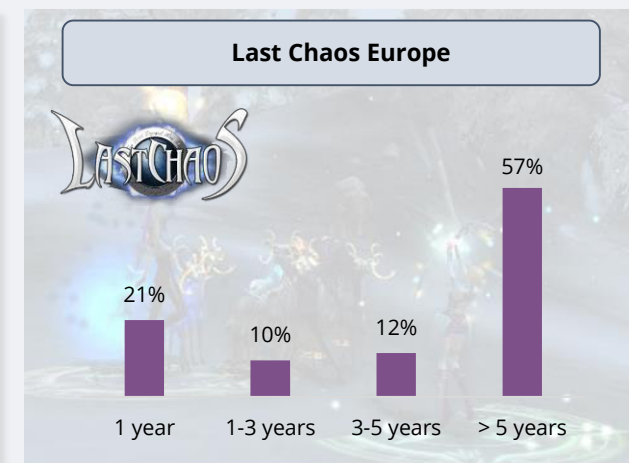 Last Chaos Europe
LASTCHAOS
57%
21%
10%
12%
1 year
1-3 years
3-5 years
> 5 years